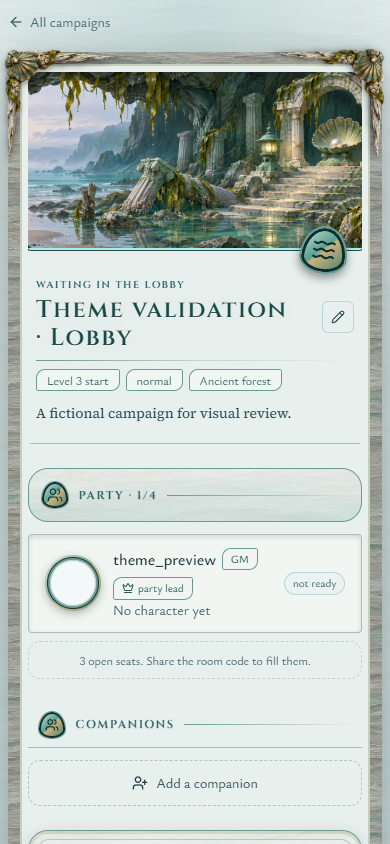 All campaigns
WAITING IN THE LOBBY
THEME VALIDATION
· LOBBY
Level 3 start normal Ancient forest
A fictional campaign for visual review.
PARTY · 1/4
theme_preview GM
party lead
not ready
No character yet
3 open seats. Share the room code to fill them.
COMPANIONS
Add a companion